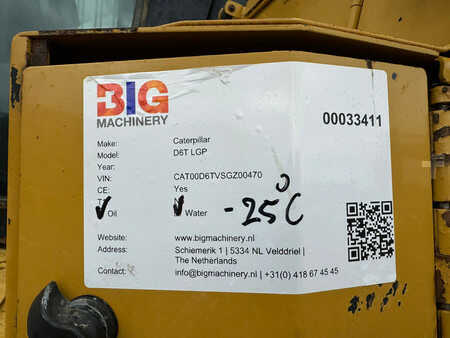 BIG
MACHINERY
00033411
Make: Caterpillar
Model: D6T LGP
Year:
VIN: CAT00D6TVSGZ00470
CE: Yes
Oil Water -25°C
Website: www.bigmachinery.nl
Address: Schiemerik 1 | 5334 NL Velddriel |
The Netherlands
Contact: info@bigmachinery.nl | +31(0) 418 67 45 45